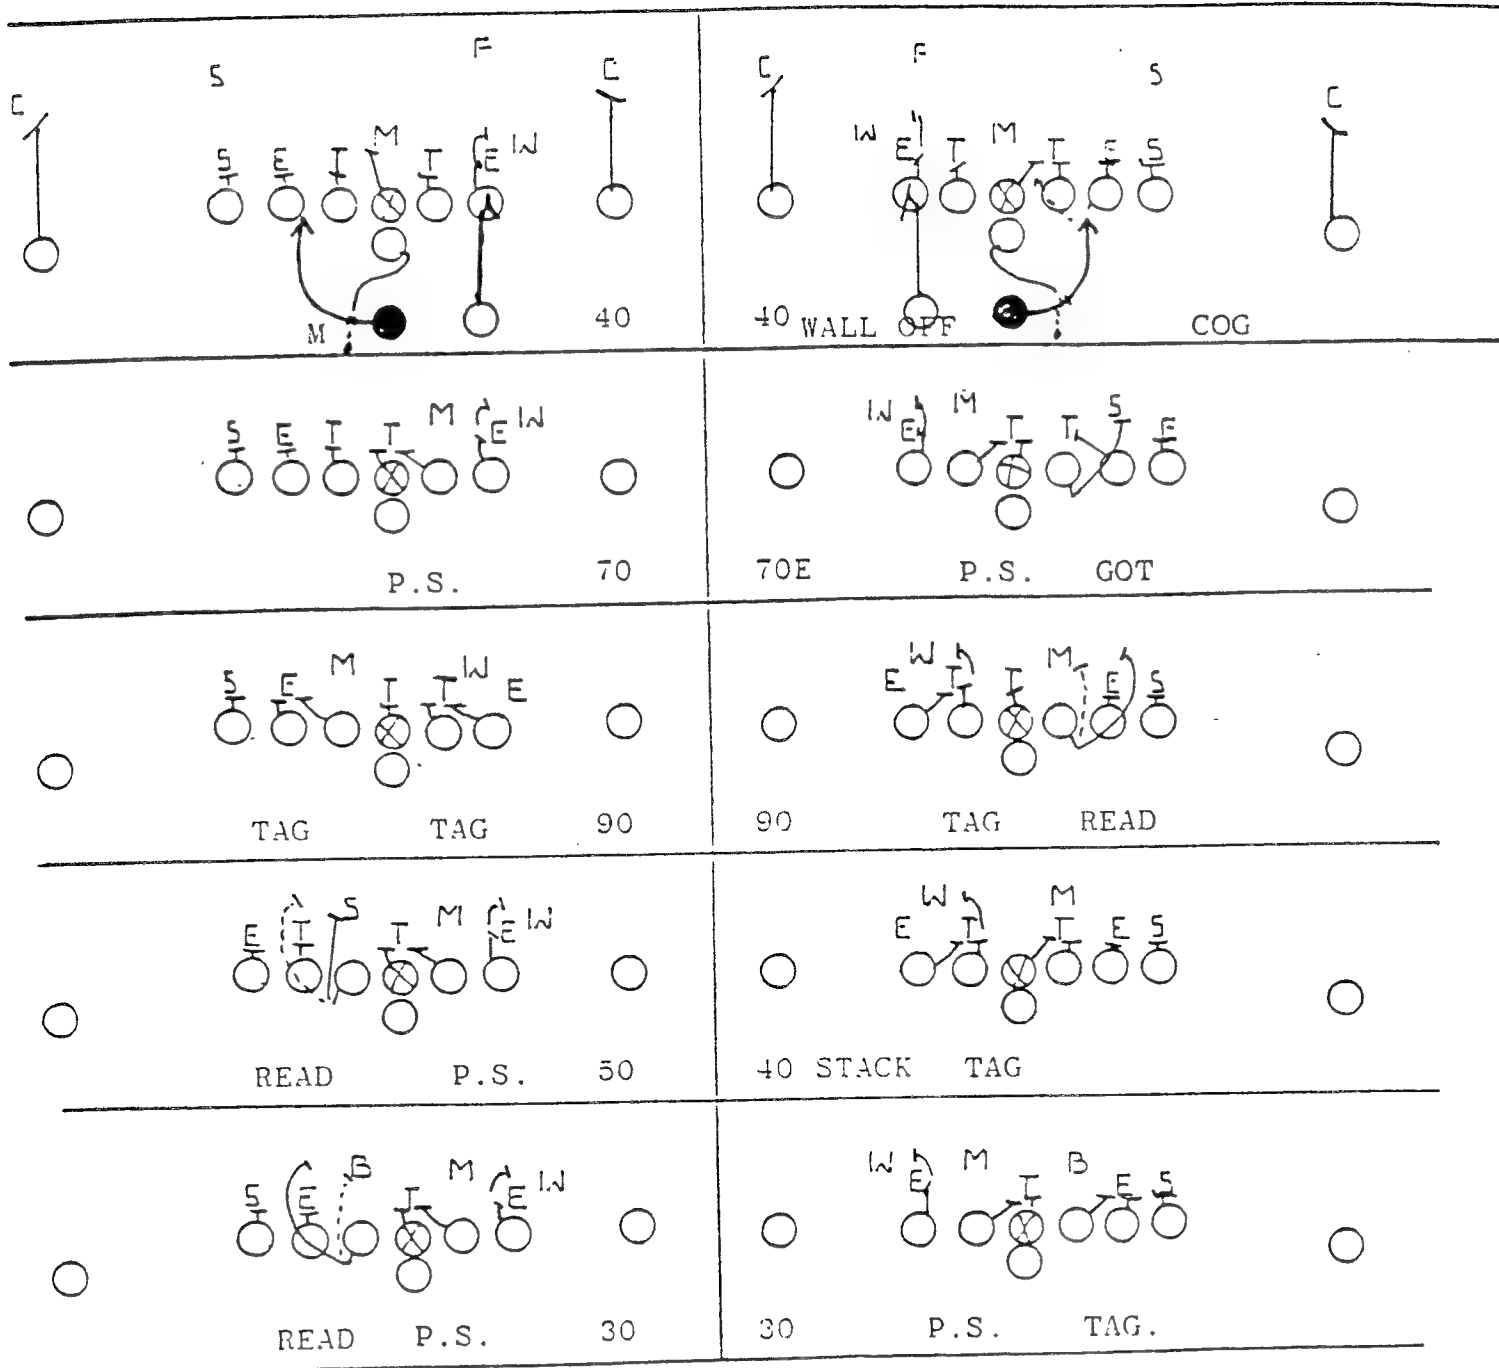 F F
S C C S
C C
M W M
S E T T E W E T T E S
40 40
M WALL OFF COG
M W M S
S E T T E W E T T E
P.S. 70 70E P.S. GOT
M W W M
S E T T E E T T E S
TAG TAG 90 90 TAG READ
S M W W M
E T T E E T T E S
READ P.S. 50 40 STACK TAG
B M W W M B
S E T E E T E S
READ P.S. 30 30 P.S. TAG.